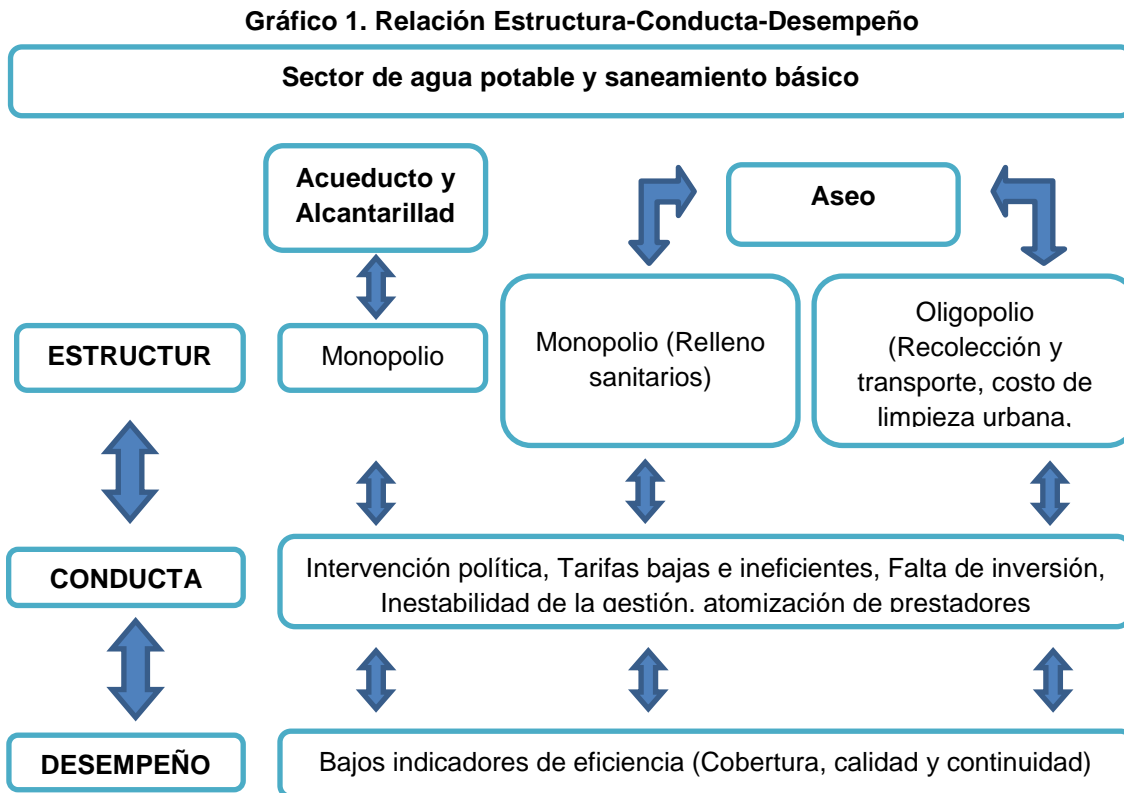 Gráfico 1. Relación Estructura-Conducta-Desempeño
Sector de agua potable y saneamiento básico
Acueducto y
Alcantarillad
Aseo
ESTRUCTUR
Monopolio
Monopolio (Relleno
sanitarios)
Oligopolio
(Recolección y
transporte, costo de
limpieza urbana,
CONDUCTA
Intervención política, Tarifas bajas e ineficientes, Falta de inversión,
Inestabilidad de la gestión, atomización de prestadores
DESEMPEÑO
Bajos indicadores de eficiencia (Cobertura, calidad y continuidad)